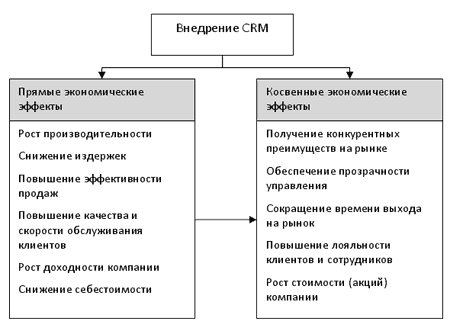 Внедрение CRM
Прямые экономические
эффекты
Рост производительности
Снижение издержек
Повышение эффективности
продаж
Повышение качества и
скорости обслуживания
клиентов
Рост доходности компании
Снижение себестоимости
Косвенные экономические
эффекты
Получение конкурентных
преимуществ на рынке
Обеспечение прозрачности
управления
Сокращение времени выхода
на рынок
Повышение лояльности
клиентов и сотрудников
Рост стоимости (акций)
компании